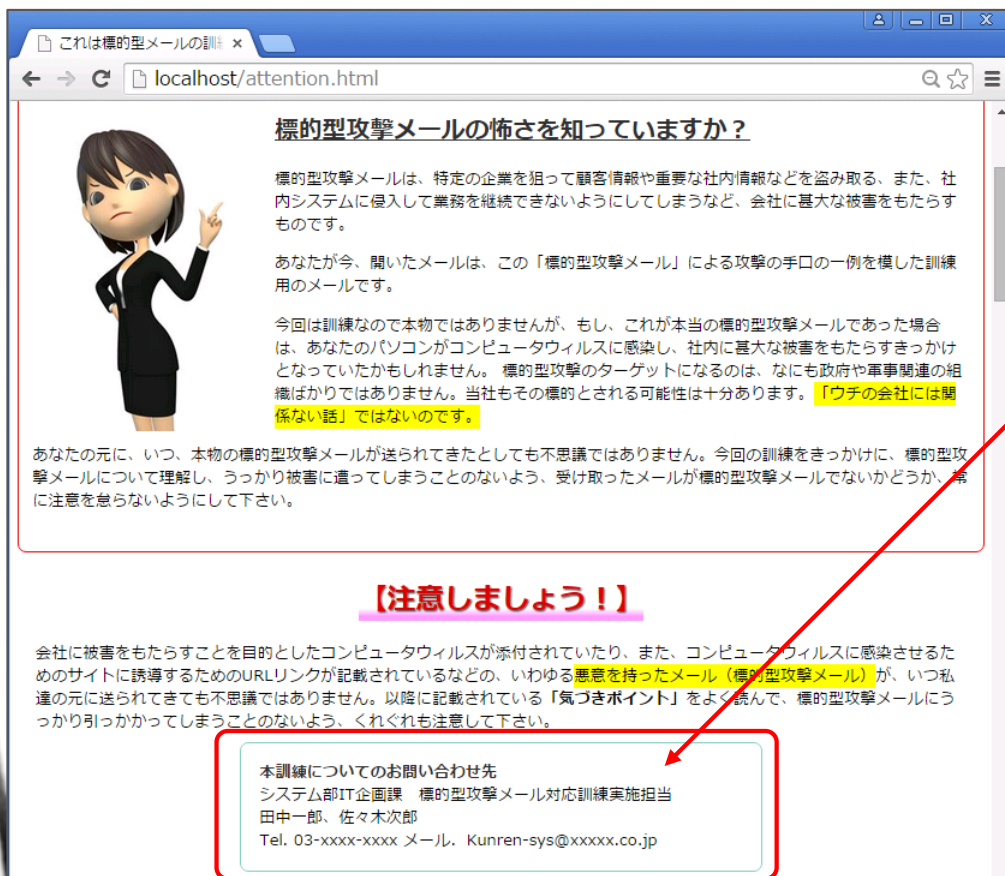 これは標的型メールの訓
localhost/attention.html
標的型攻撃メールの怖さを知っていますか？
標的型攻撃メールは、特定の企業を狙って顧客情報や重要な社内情報などを盗み取る、また、社
内システムに侵入して業務を継続できないようにしてしまうなど、会社に甚大な被害をもたらす
ものです。
あなたが今、開いたメールは、この「標的型攻撃メール」による攻撃の手口の一例を模した訓練
用のメールです。
今回は訓練なので本物ではありませんが、もし、これが本当の標的型攻撃メールであった場合
は、あなたのパソコンがコンピュータウィルスに感染し、社内に甚大な被害をもたらすきっかけ
となっていたかもしれません。 標的型攻撃のターゲットになるのは、なにも政府や軍事関連の組
織ばかりではありません。当社もその標的とされる可能性は十分あります。「ウチの会社には関
係ない話」ではないのです。
あなたの元に、いつ、本物の標的型攻撃メールが送られてきたとしても不思議ではありません。今回の訓練をきっかけに、標的型攻
撃メールについて理解し、うっかり被害に遭ってしまうことのないよう、受け取ったメールが標的型攻撃メールでないかどうか、常
に注意を怠らないようにして下さい。
【注意しましょう！】
会社に被害をもたらすことを目的としたコンピュータウィルスが添付されていたり、また、コンピュータウィルスに感染させるた
めのサイトに誘導するためのURLリンクが記載されているなどの、いわゆる悪意を持ったメール（標的型攻撃メール）が、いつ私
達の元に送られてきても不思議ではありません。以降に記載されている「気づきポイント」をよく読んで、標的型攻撃メールにう
っかり引っかかってしまうことのないよう、くれぐれも注意して下さい。
本訓練についてのお問い合わせ先
システム部IT企画課　標的型攻撃メール対応訓練実施担当
田中一郎、佐々木次郎
Tel. 03-xxxx-xxxx メール．Kunren-sys@xxxxx.co.jp